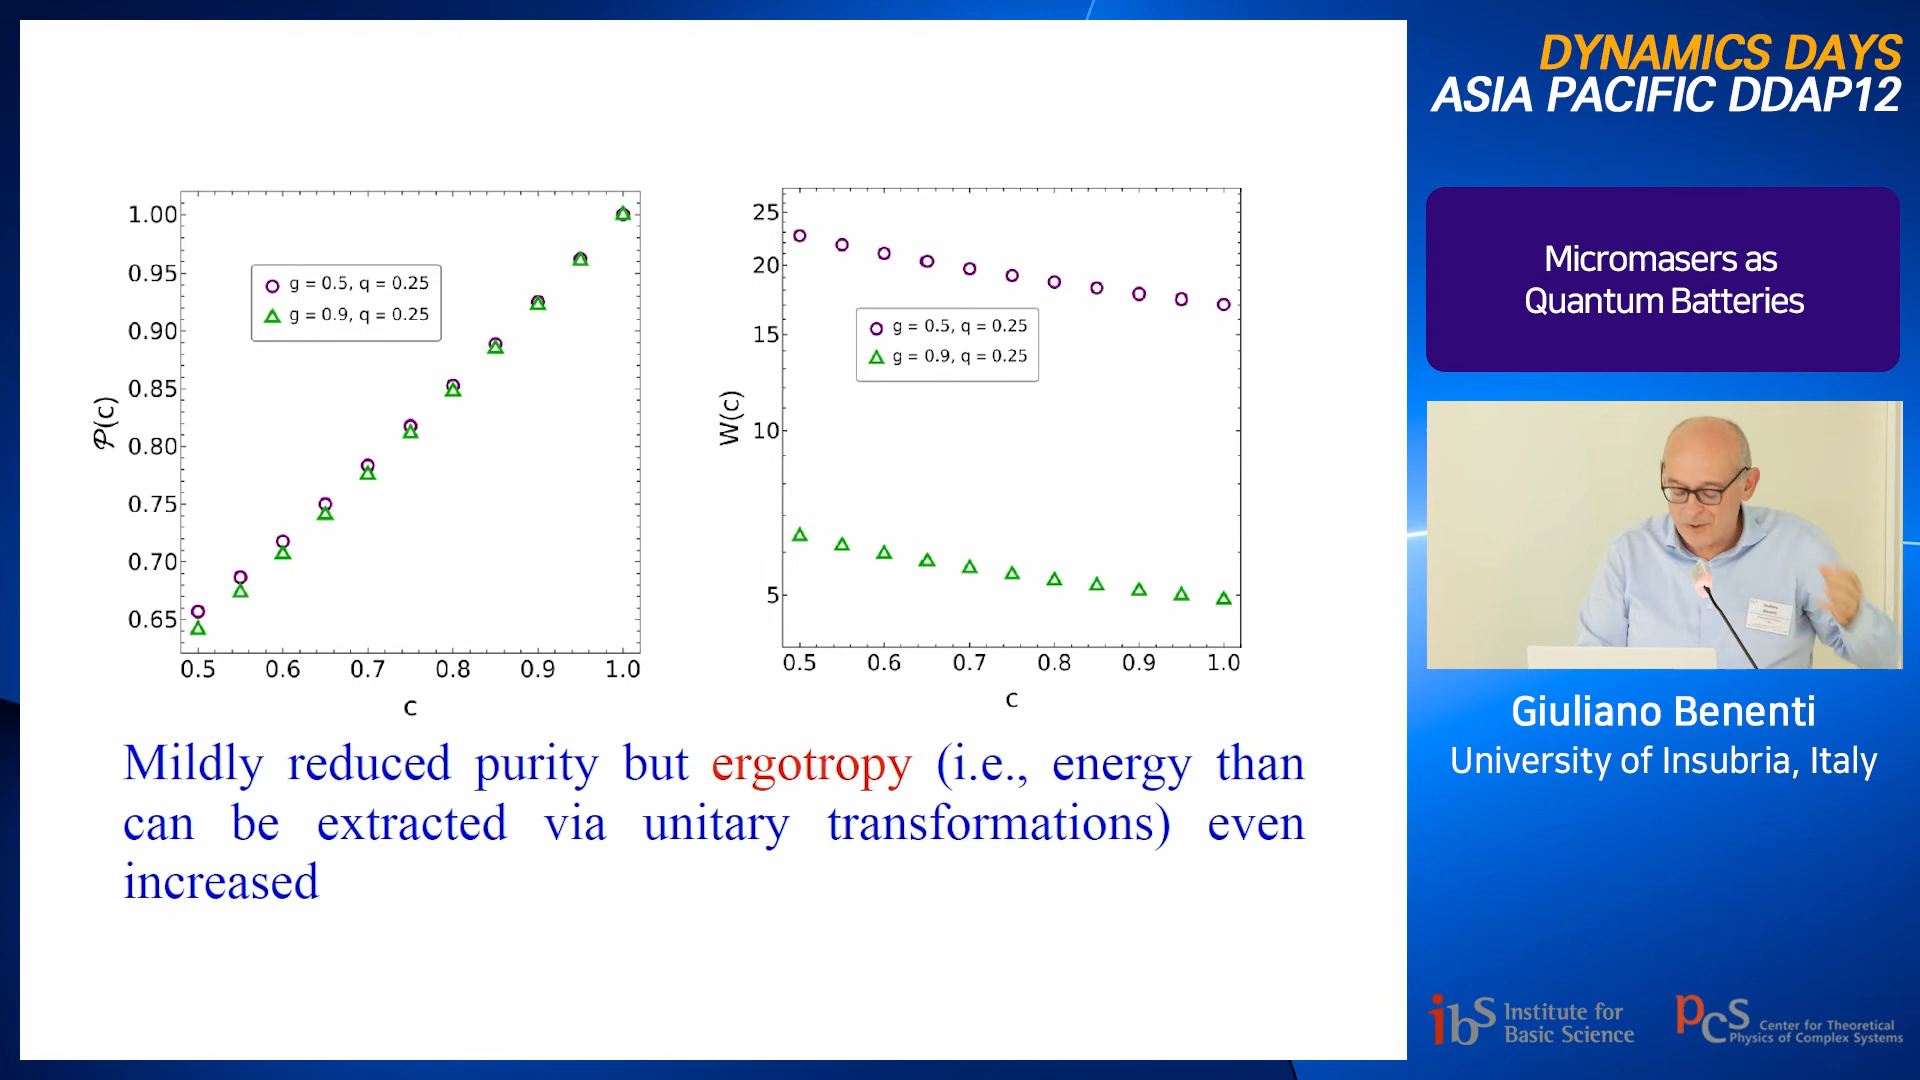 1.00
0.95
0.90
0.85
0.80
0.75
0.70
0.65
𝒫(c)
g = 0.5, q = 0.25
g = 0.9, q = 0.25
0.5 0.6 0.7 0.8 0.9 1.0
c
25
20
15
10
5
W(c)
g = 0.5, q = 0.25
g = 0.9, q = 0.25
0.5 0.6 0.7 0.8 0.9 1.0
c
Mildly reduced purity but ergotropy (i.e., energy than
can be extracted via unitary transformations) even
increased
DYNAMICS DAYS
ASIA PACIFIC DDAP12
Micromasers as
Quantum Batteries
Giuliano Benenti
University of Insubria, Italy
ibs Institute for
Basic Science
pcs Center for Theoretical
Physics of Complex Systems